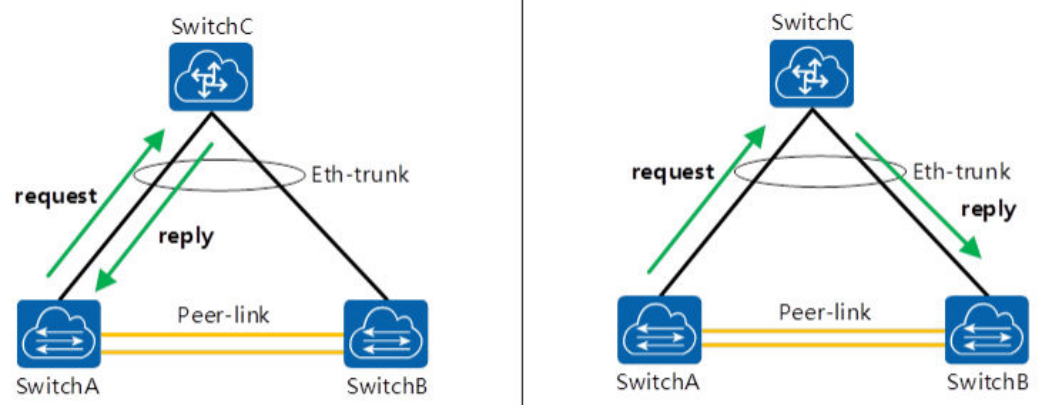 SwitchC
Eth-trunk
request
reply
Peer-link
SwitchA
SwitchB
SwitchC
request
Eth-trunk
reply
Peer-link
SwitchA
SwitchB